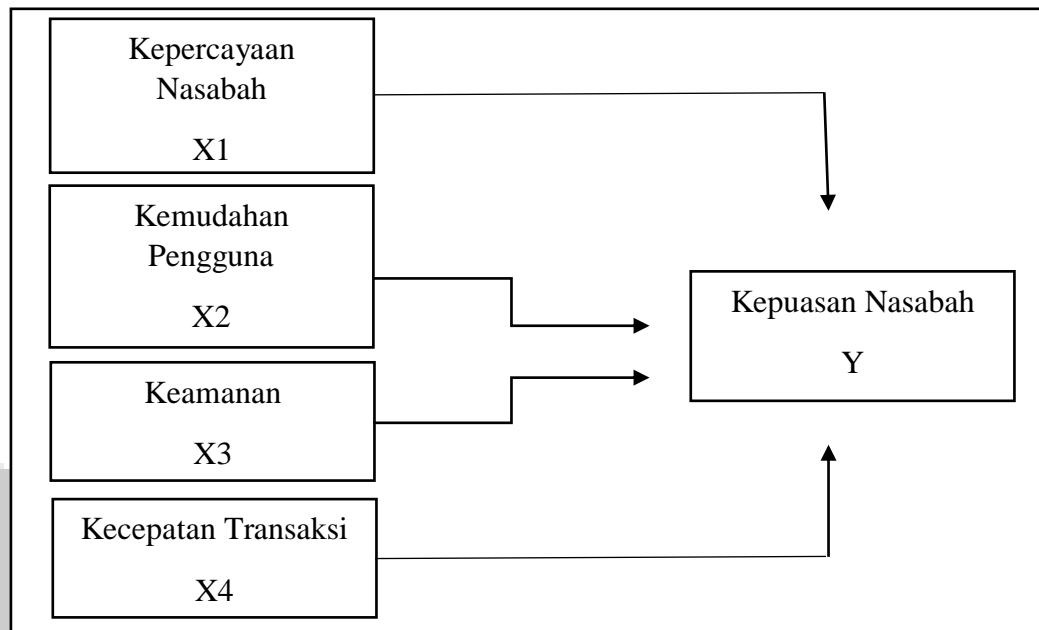 Kepercayaan
Nasabah
X1
Kemudahan
Pengguna
X2
Kepuasan Nasabah
Y
Keamanan
X3
Kecepatan Transaksi
X4